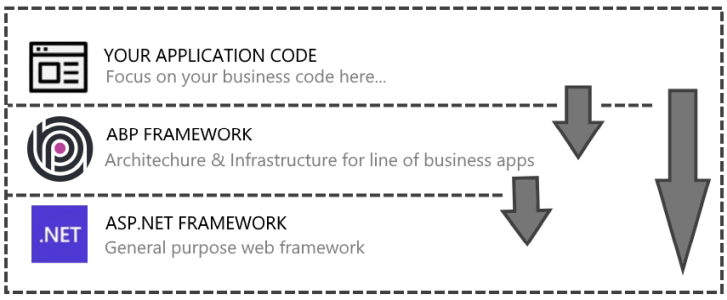 YOUR APPLICATION CODE
Focus on your business code here...
ABP FRAMEWORK
Architechure & Infrastructure for line of business apps
ASP.NET FRAMEWORK
.NET
General purpose web framework